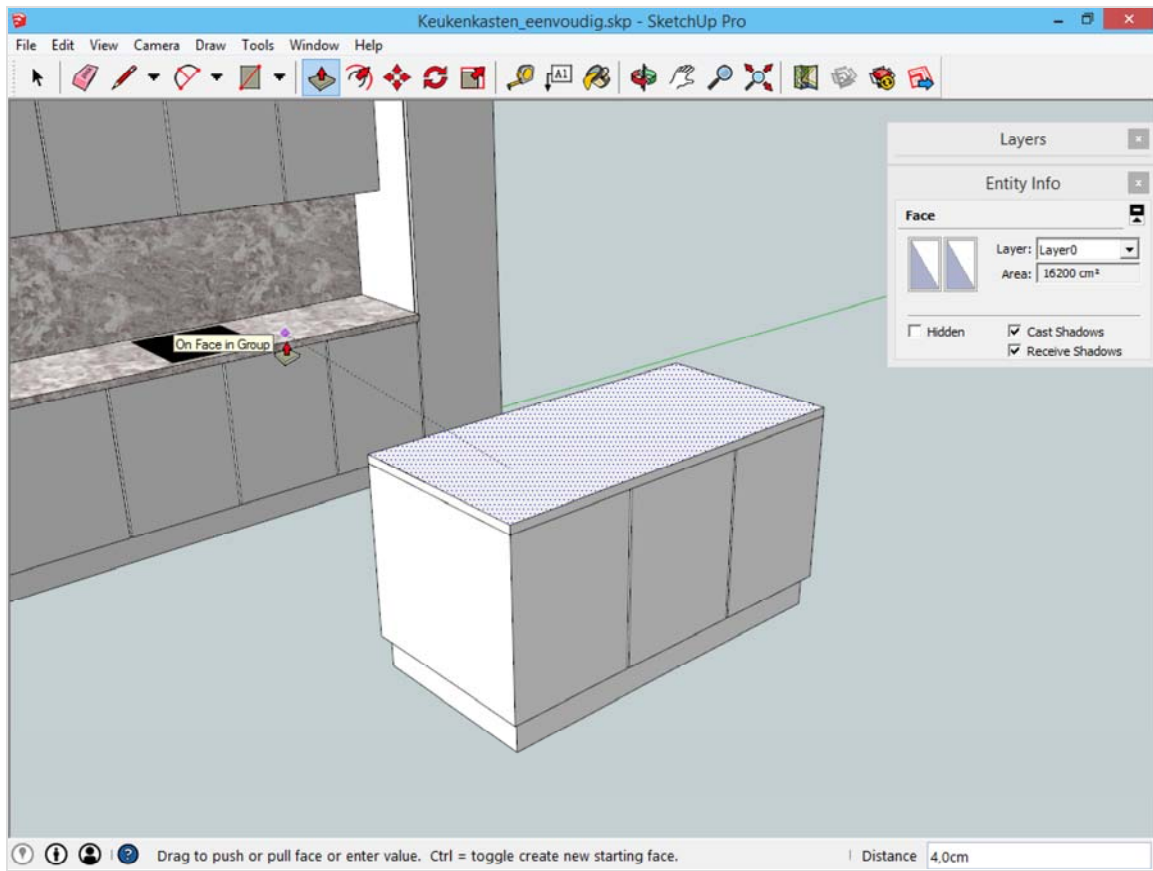 Keukenkasten_eenvoudig.skp - SketchUp Pro
File Edit View Camera Draw Tools Window Help
A1
Layers
Entity Info
Face
Layer: Layer0
Area: 16200 cm²
Hidden
Cast Shadows
Receive Shadows
On Face in Group
Drag to push or pull face or enter value. Ctrl = toggle create new starting face.
Distance 4,0cm